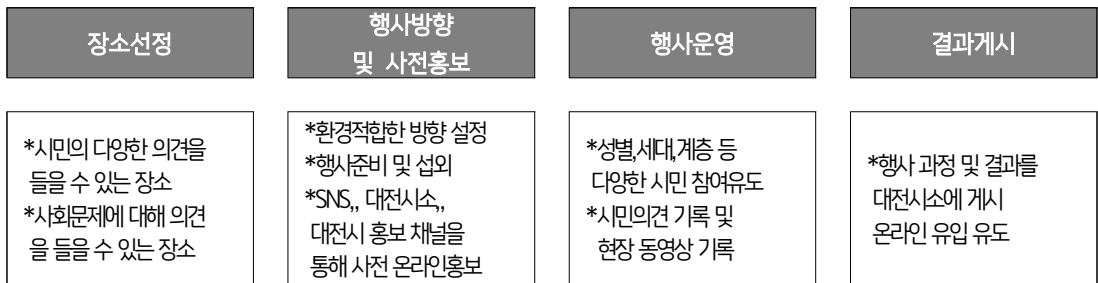 장소선정
행사방향
및 사전홍보
행사운영
결과게시
*시민의 다양한 의견을
들을 수 있는 장소
*사회문제에 대해 의견
을 들을 수 있는 장소
*환경적합한 방향 설정
*행사준비 및 섭외
*SNS,, 대전시소,,
대전시 홍보 채널을
통해 사전 온라인홍보
*성별,세대,계층 등
다양한 시민 참여유도
*시민의견 기록 및
현장 동영상 기록
*행사 과정 및 결과를
대전시소에 게시
온라인 유입 유도